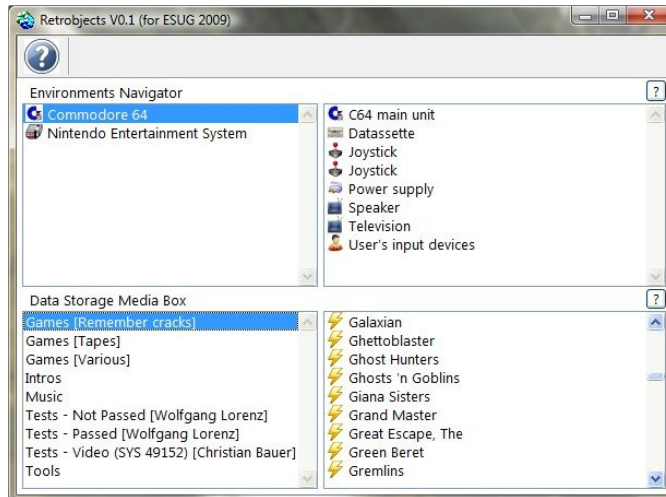 Retrobjects V0.1 (for ESUG 2009)
?
Environments Navigator
?
Commodore 64
Nintendo Entertainment System
C64 main unit
Datassette
Joystick
Joystick
Power supply
Speaker
Television
User's input devices
Data Storage Media Box
?
Games [Remember cracks]
Games [Tapes]
Games [Various]
Intros
Music
Tests - Not Passed [Wolfgang Lorenz]
Tests - Passed [Wolfgang Lorenz]
Tests - Video (SYS 49152) [Christian Bauer]
Tools
Galaxian
Ghettoblaster
Ghost Hunters
Ghosts 'n Goblins
Giana Sisters
Grand Master
Great Escape, The
Green Beret
Gremlins